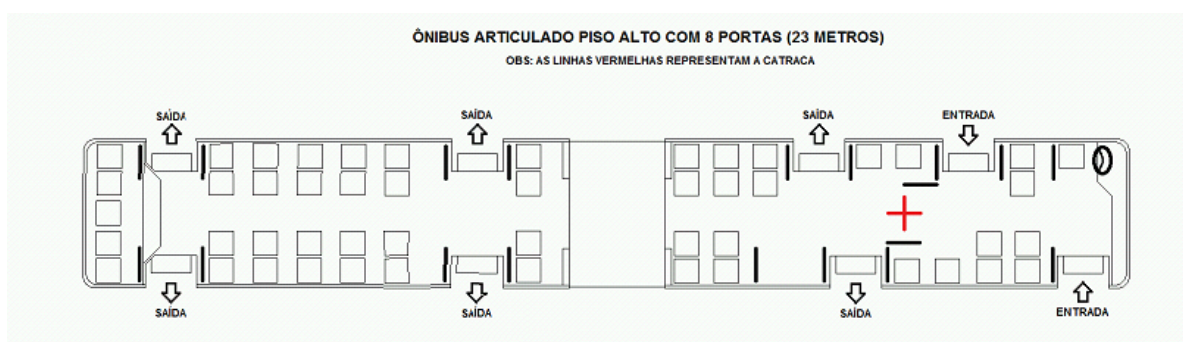 ÔNIBUS ARTICULADO PISO ALTO COM 8 PORTAS (23 METROS)
OBS: AS LINHAS VERMELHAS REPRESENTAM A CATRACA
SAÍDA
SAÍDA
SAÍDA
ENTRADA
SAÍDA
SAÍDA
SAÍDA
ENTRADA